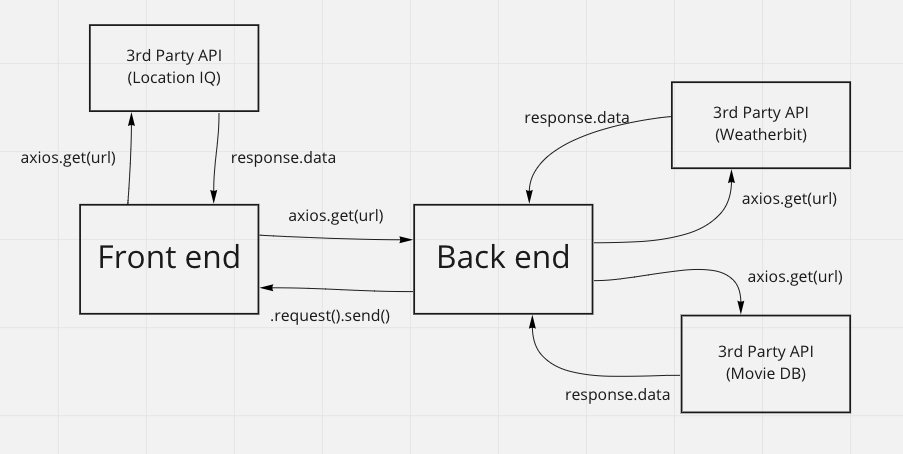 3rd Party API
(Location IQ)
axios.get(url)
response.data
Front end
axios.get(url)
.request().send()
Back end
response.data
3rd Party API
(Weatherbit)
axios.get(url)
axios.get(url)
3rd Party API
(Movie DB)
response.data